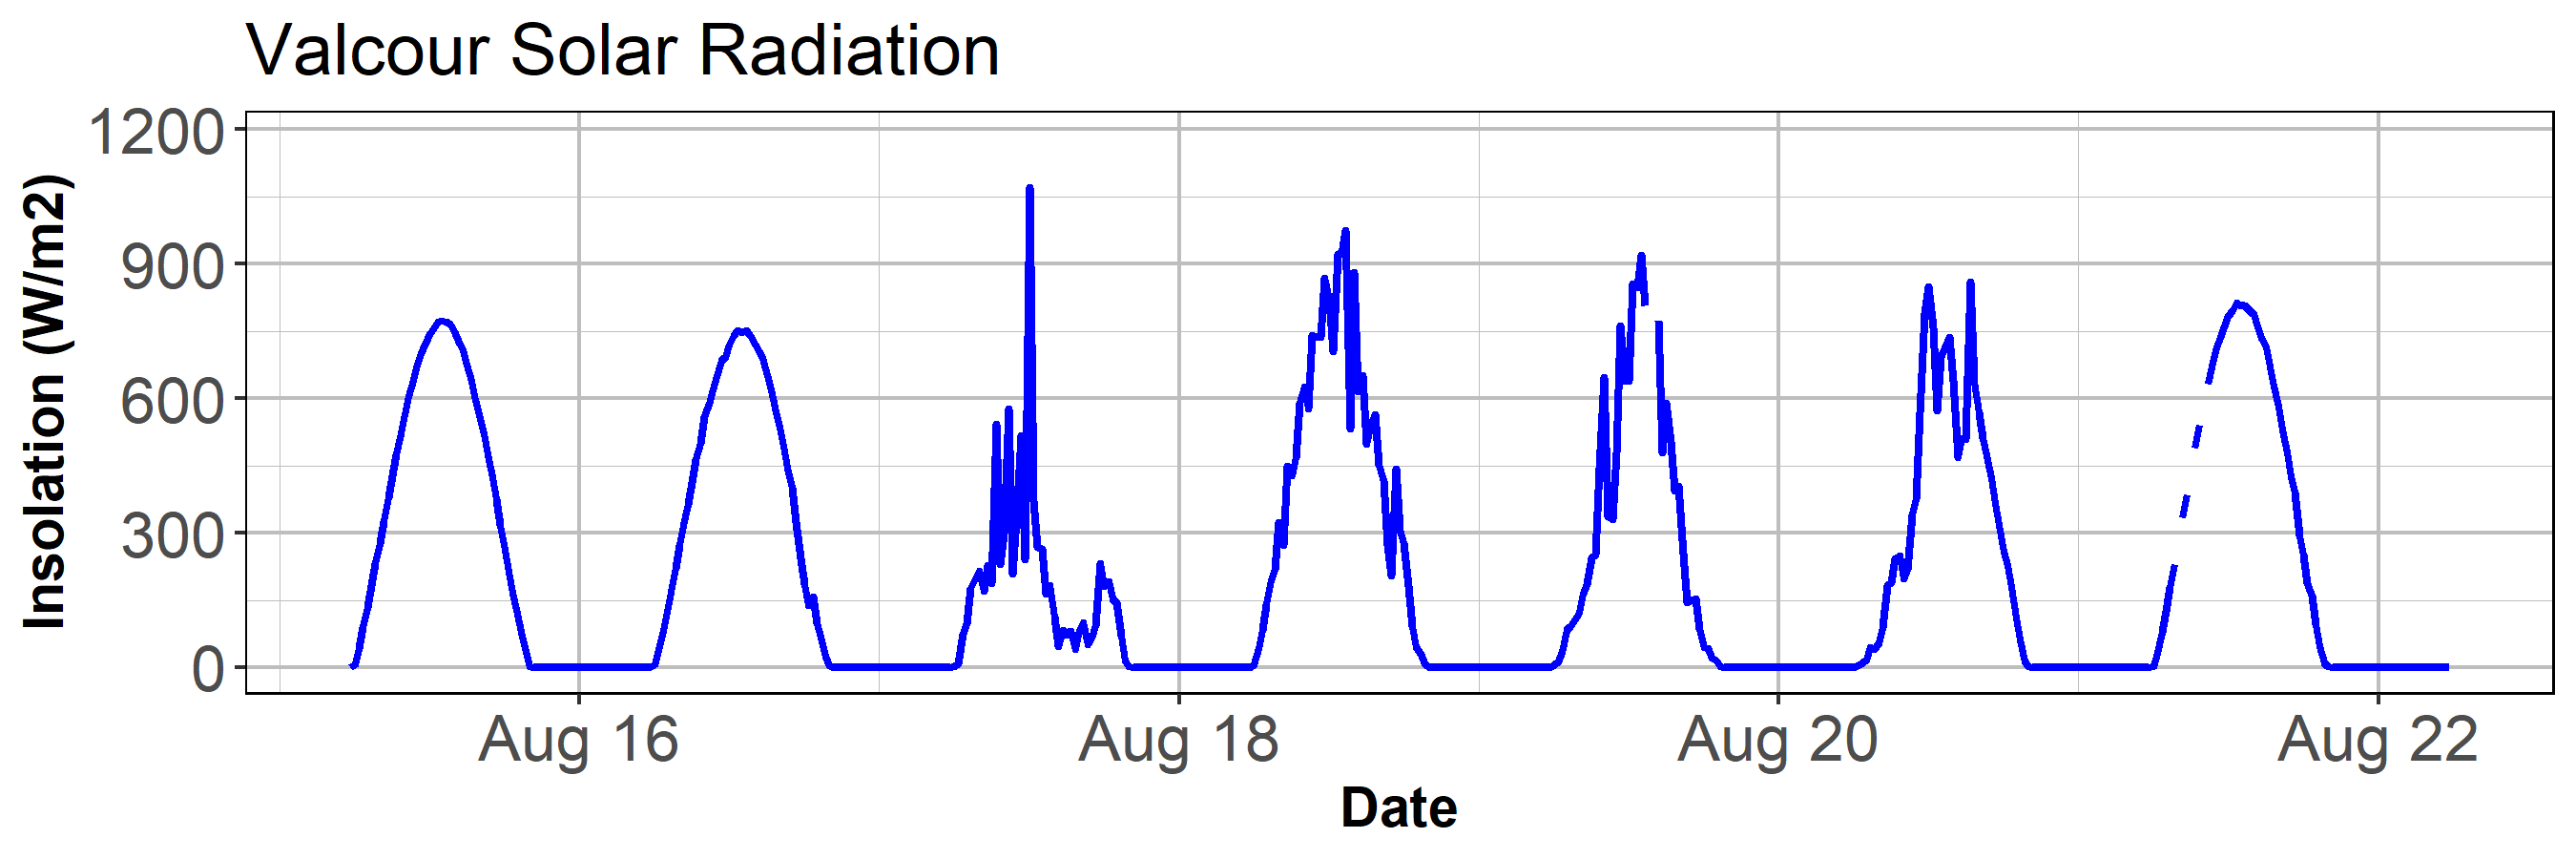 Valcour Solar Radiation
1200
900
600
300
0
Insolation (W/m2)
Aug 16
Aug 18
Aug 20
Aug 22
Date